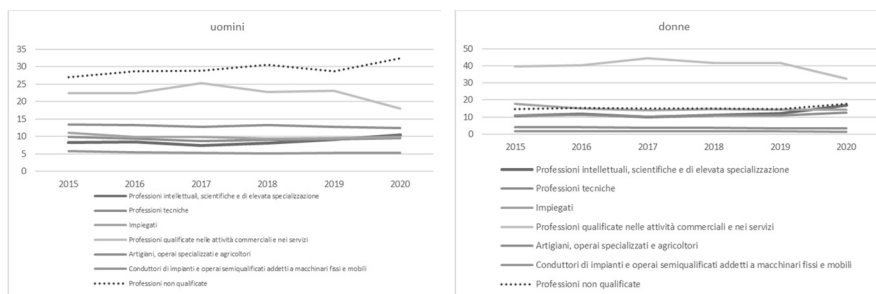 uomini
35
30
25
20
15
10
5
0
2015 2016 2017 2018 2019 2020
Professioni intellettuali, scientifiche e di elevata specializzazione
Professioni tecniche
Impiegati
Professioni qualificate nelle attività commerciali e nei servizi
Artigiani, operai specializzati e agricoltori
Conduttori di impianti e operai semiqualificati addetti a macchinari fissi e mobili
Professioni non qualificate
donne
50
40
30
20
10
0
2015 2016 2017 2018 2019 2020
Professioni intellettuali, scientifiche e di elevata specializzazione
Professioni tecniche
Impiegati
Professioni qualificate nelle attività commerciali e nei servizi
Artigiani, operai specializzati e agricoltori
Conduttori di impianti e operai semiqualificati addetti a macchinari fissi e mobili
Professioni non qualificate